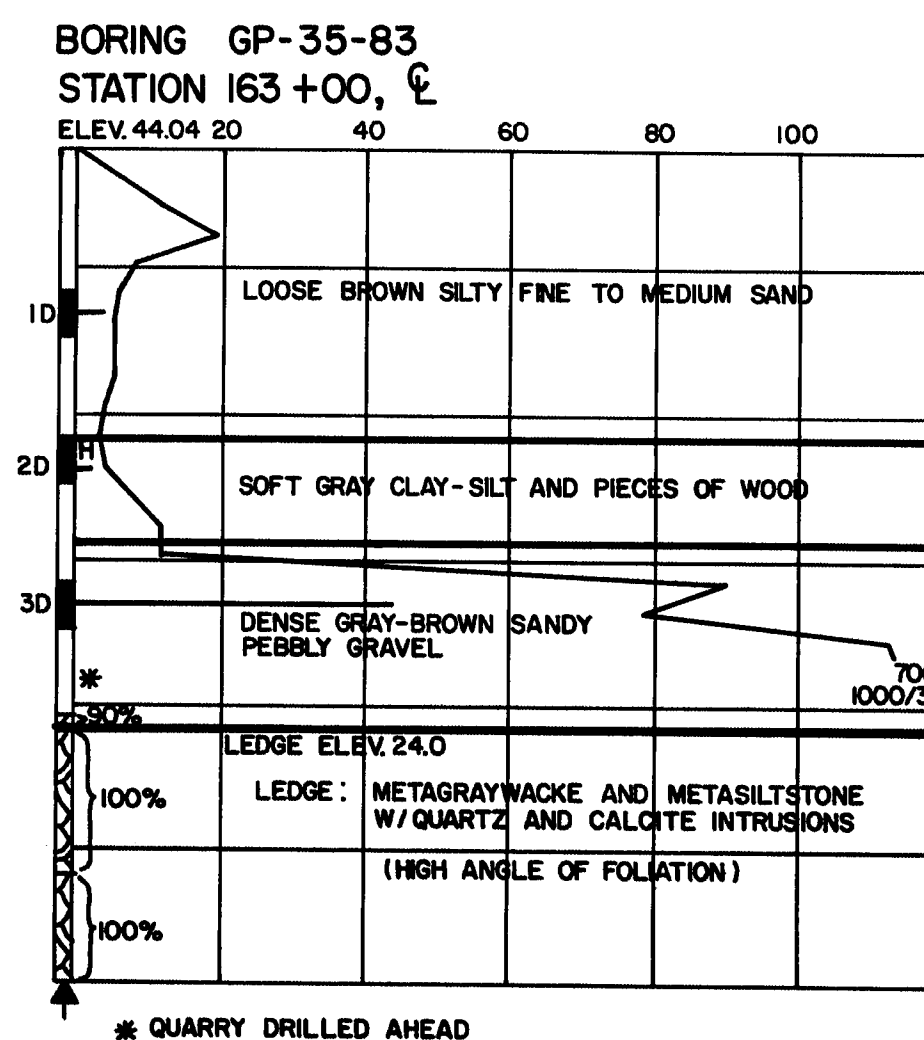 BORING GP-35-83
STATION 163+00, ℄
ELEV. 44.04 20 40 60 80 100
LOOSE BROWN SILTY FINE TO MEDIUM SAND
1D
H
2D
SOFT GRAY CLAY-SILT AND PIECES OF WOOD
3D
DENSE GRAY-BROWN SANDY
PEBBLY GRAVEL
*
70
1000/3
90%
LEDGE ELEV. 24.0
LEDGE: METAGRAYWACKE AND METASILTSTONE
100%
W/QUARTZ AND CALCITE INTRUSIONS
(HIGH ANGLE OF FOLIATION)
100%
* QUARRY DRILLED AHEAD